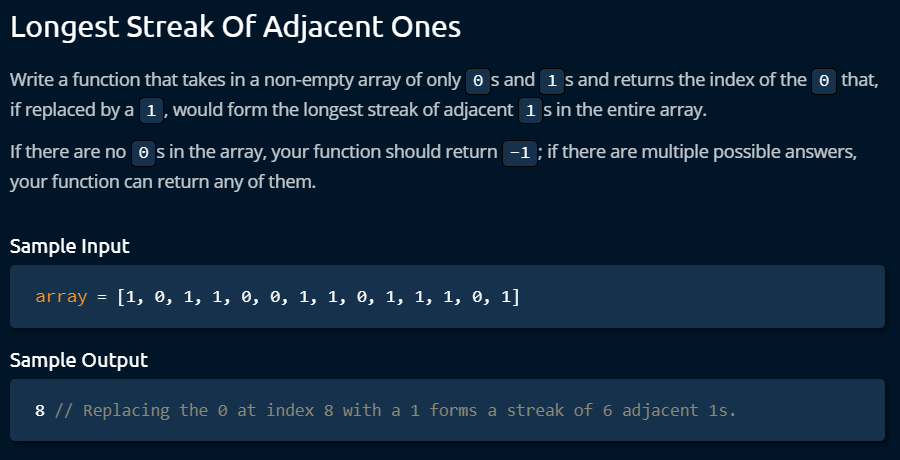 Longest Streak Of Adjacent Ones
Write a function that takes in a non-empty array of only 0 s and 1 s and returns the index of the 0 that,
if replaced by a 1 , would form the longest streak of adjacent 1 s in the entire array.
If there are no 0 s in the array, your function should return -1 ; if there are multiple possible answers,
your function can return any of them.
Sample Input
array = [1, 0, 1, 1, 0, 0, 1, 1, 0, 1, 1, 1, 0, 1]
Sample Output
8 // Replacing the 0 at index 8 with a 1 forms a streak of 6 adjacent 1s.